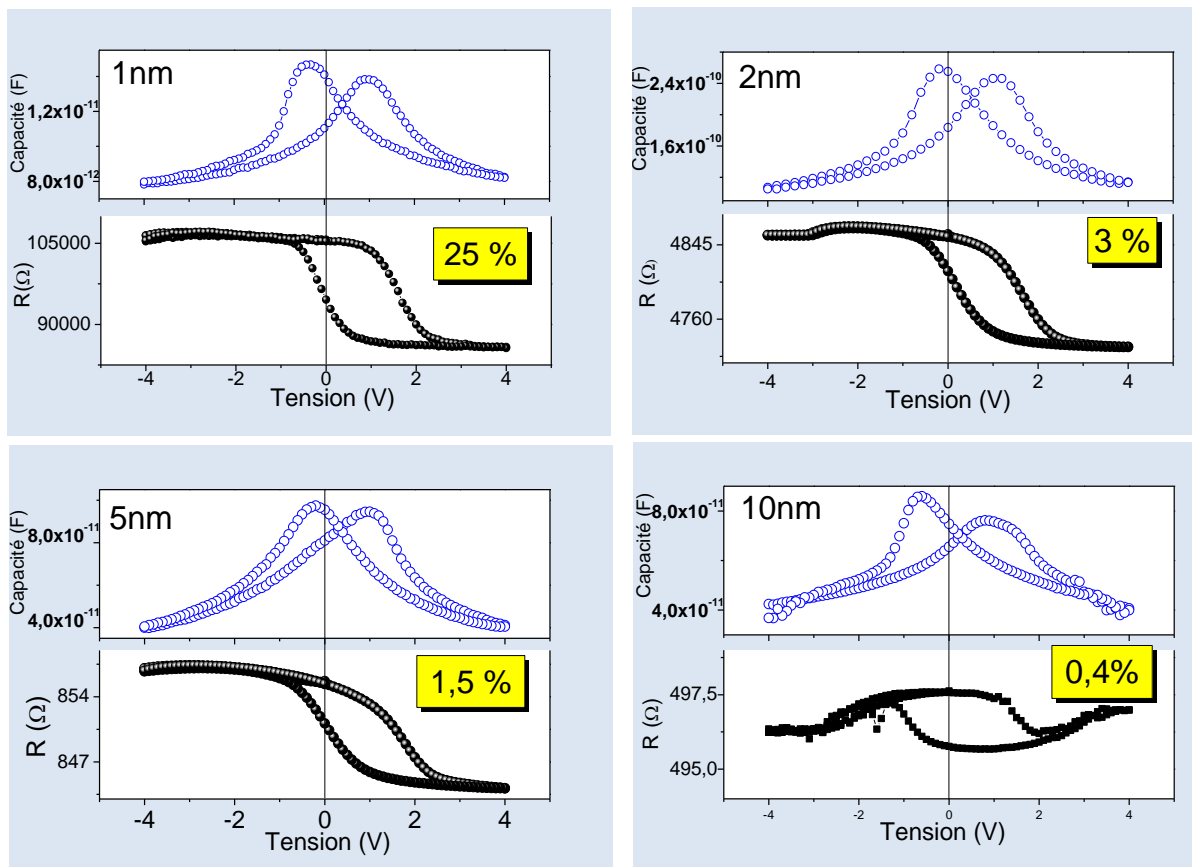 1nm
Capacité (F)
1,2x10⁻¹¹
8,0x10⁻¹²
25 %
R(Ω)
105000
90000
-4 -2 0 2 4
Tension (V)
2nm
Capacité (F)
2,4x10⁻¹⁰
1,6x10⁻¹⁰
3 %
R (Ω)
4845
4760
-4 -2 0 2 4
Tension (V)
5nm
Capacité (F)
8,0x10⁻¹¹
4,0x10⁻¹¹
1,5 %
R (Ω)
854
847
-4 -2 0 2 4
Tension (V)
10nm
Capacité (F)
8,0x10⁻¹¹
4,0x10⁻¹¹
0,4%
R (Ω)
497,5
495,0
-4 -2 0 2 4
Tension (V)